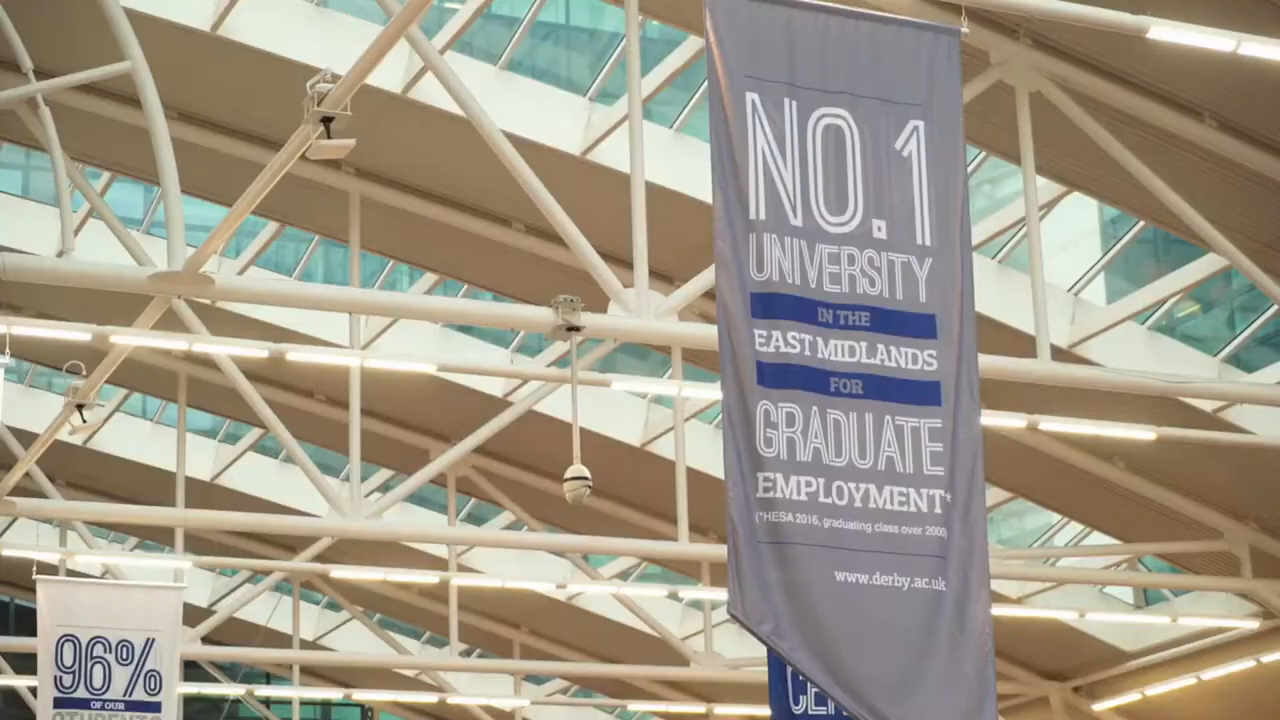 NO.1
UNIVERSITY
IN THE
EAST MIDLANDS
FOR
GRADUATE
EMPLOYMENT*
(*HESA 2016, graduating class over 2000)
www.derby.ac.uk
96%
OF OUR
STUDENTS